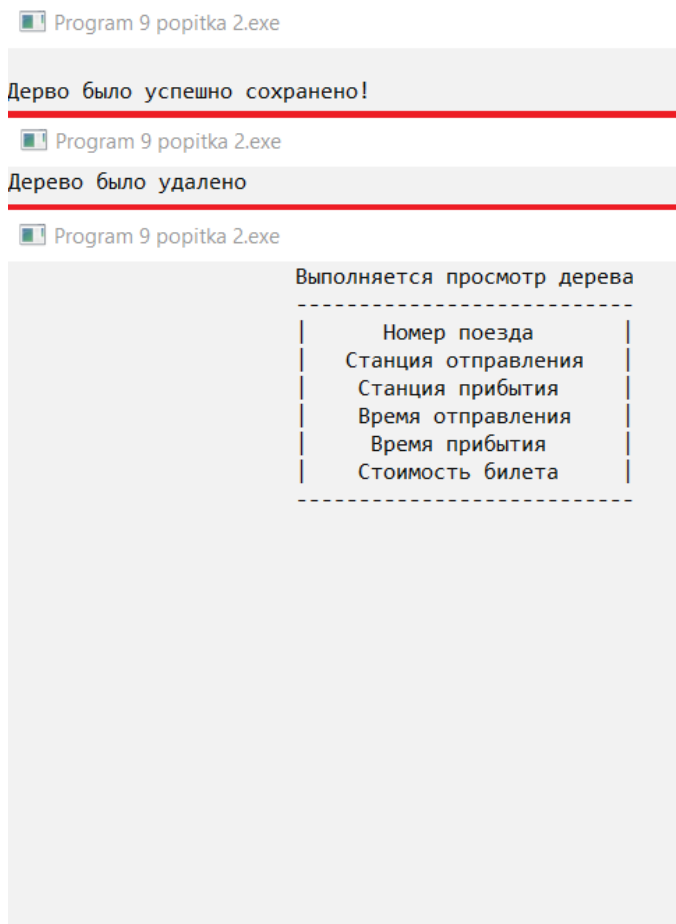 Program 9 popitka 2.exe
Дерво было успешно сохранено!
Program 9 popitka 2.exe
Дерево было удалено
Program 9 popitka 2.exe
Выполняется просмотр дерева
---------------------------
| Номер поезда |
| Станция отправления |
| Станция прибытия |
| Время отправления |
| Время прибытия |
| Стоимость билета |
---------------------------